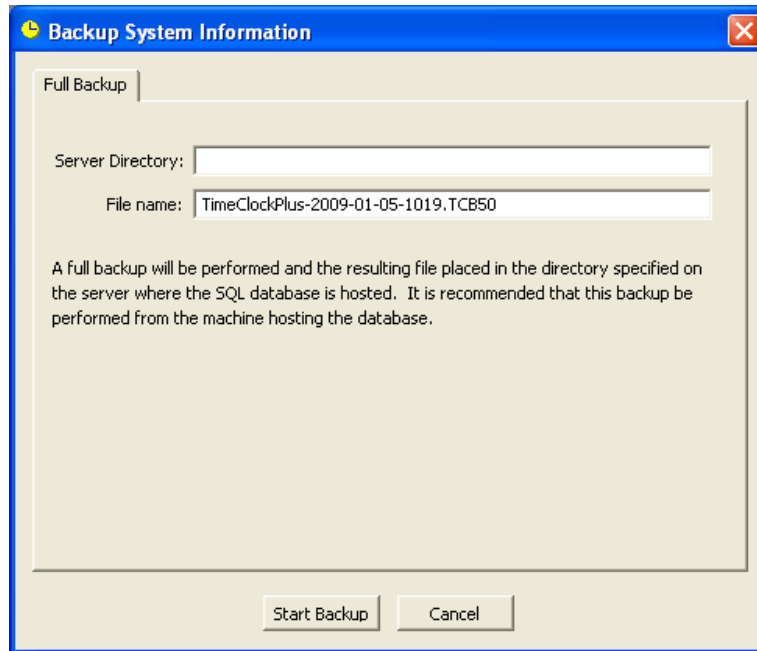 Backup System Information
Full Backup
Server Directory:
File name: TimeClockPlus-2009-01-05-1019.TCB50
A full backup will be performed and the resulting file placed in the directory specified on
the server where the SQL database is hosted. It is recommended that this backup be
performed from the machine hosting the database.
Start Backup Cancel